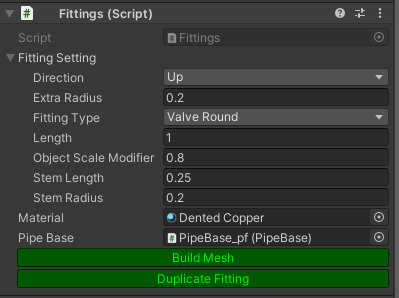 Fittings (Script)
Script Fittings
Fitting Setting
Direction Up
Extra Radius 0.2
Fitting Type Valve Round
Length 1
Object Scale Modifier 0.8
Stem Length 0.25
Stem Radius 0.2
Material Dented Copper
Pipe Base PipeBase_pf (PipeBase)
Build Mesh
Duplicate Fitting